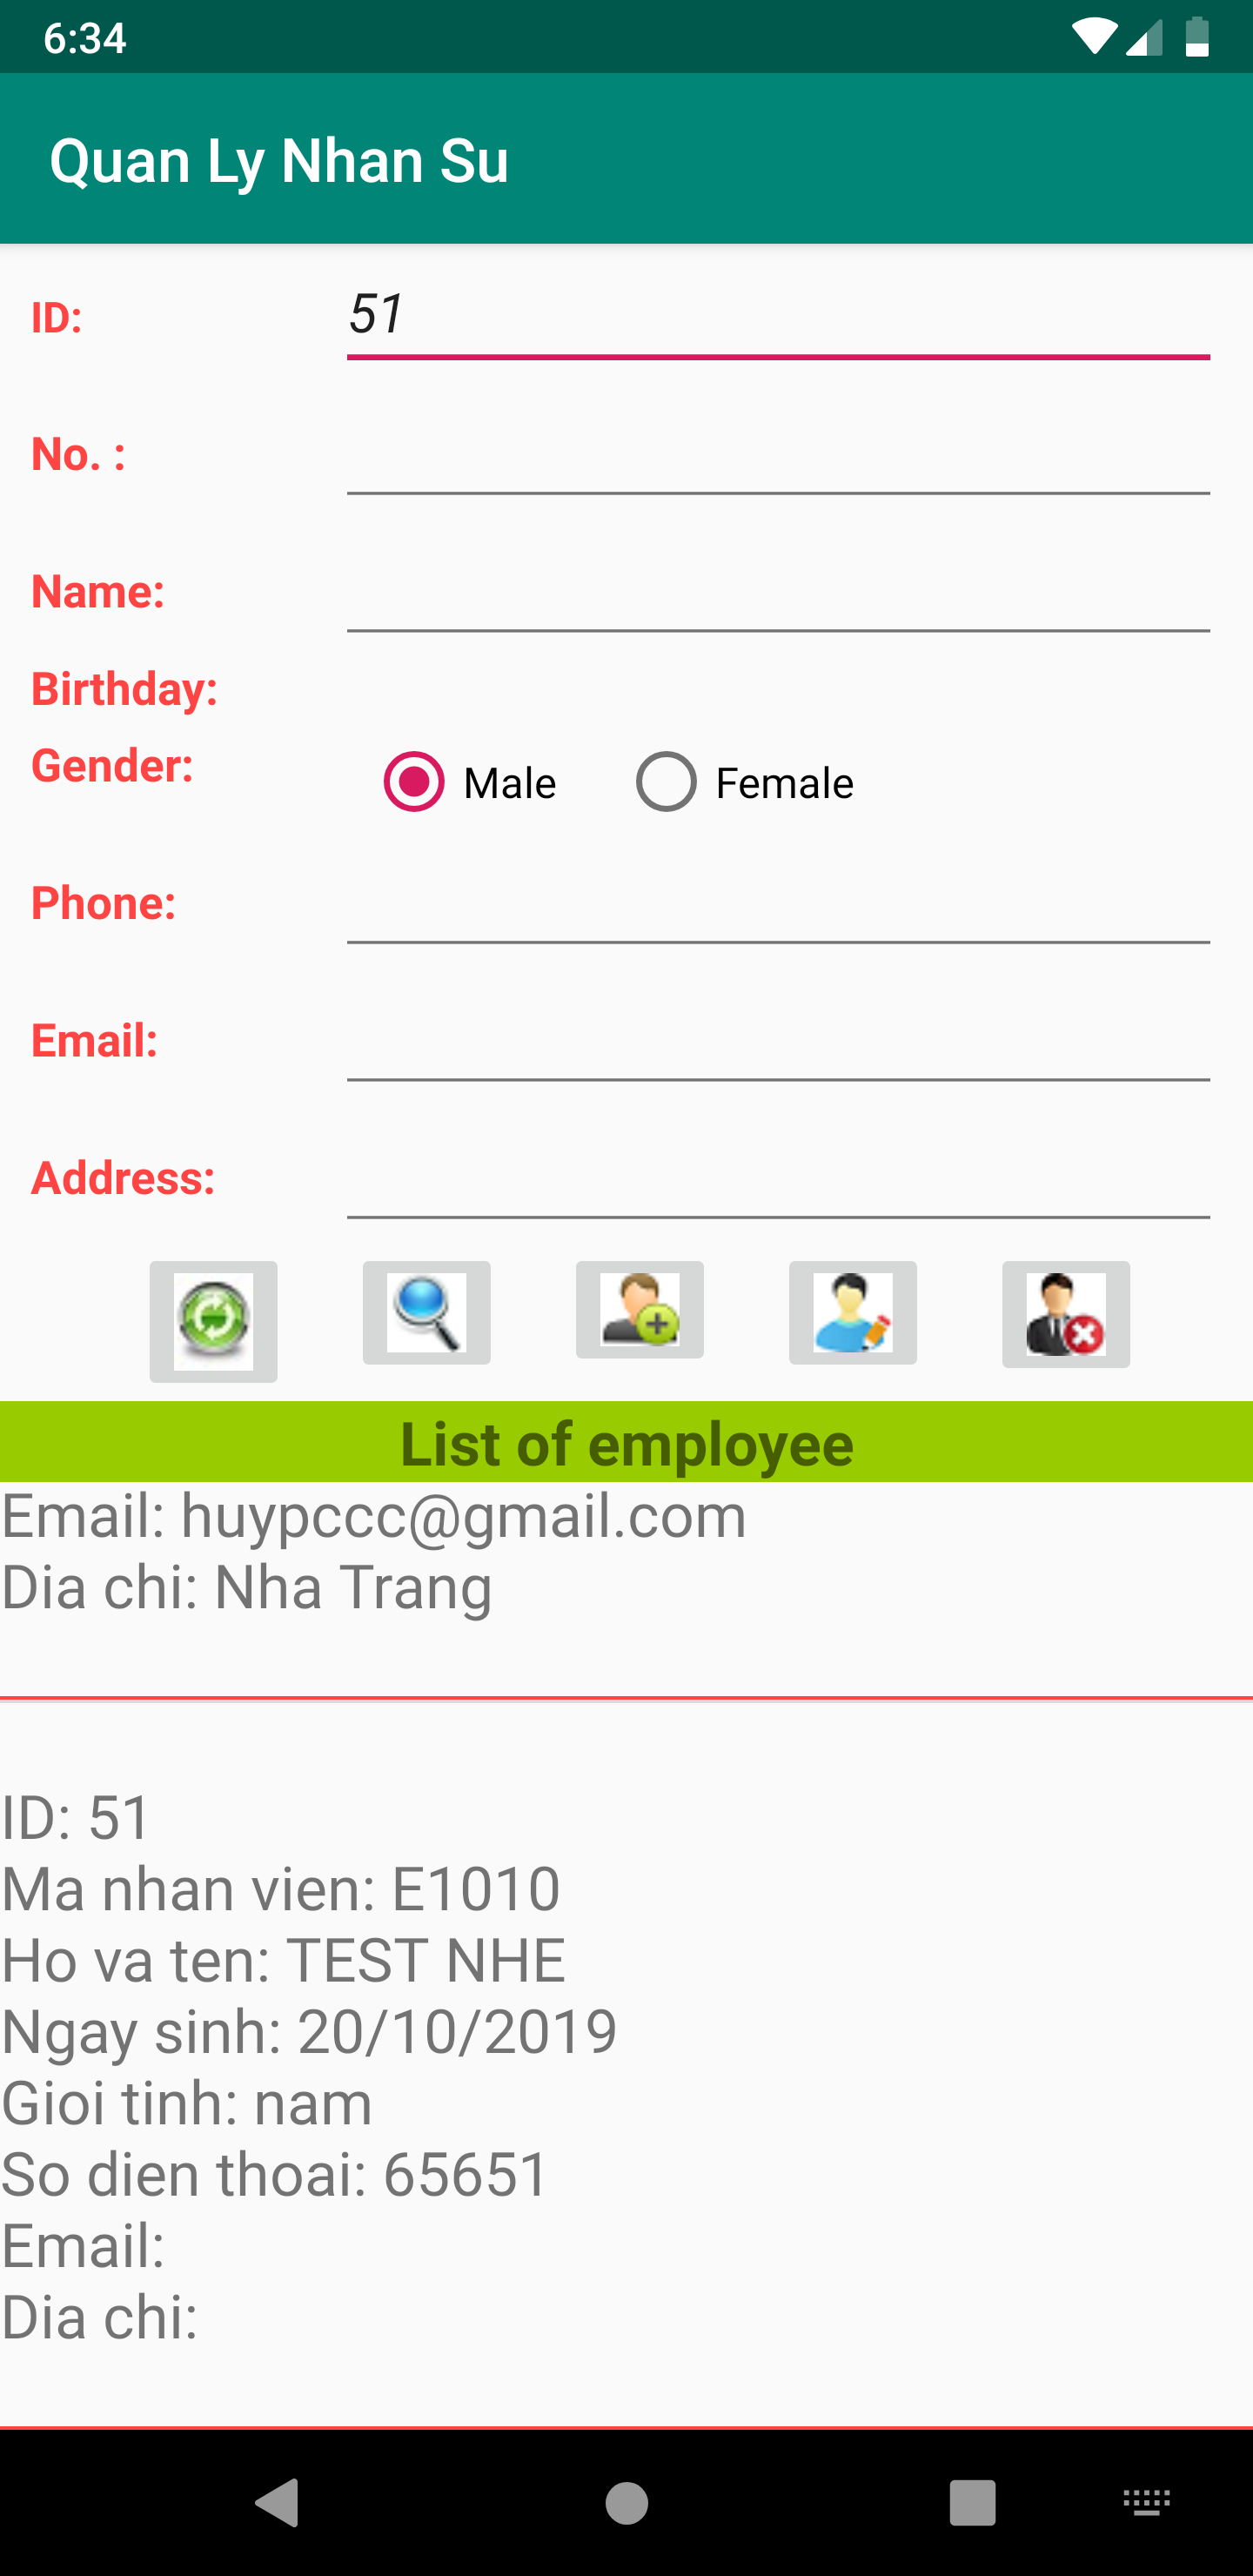 6:34
Quan Ly Nhan Su
ID: 51
No. :
Name:
Birthday:
Gender: Male Female
Phone:
Email:
Address:
List of employee
Email: huypccc@gmail.com
Dia chi: Nha Trang
ID: 51
Ma nhan vien: E1010
Ho va ten: TEST NHE
Ngay sinh: 20/10/2019
Gioi tinh: nam
So dien thoai: 65651
Email:
Dia chi: